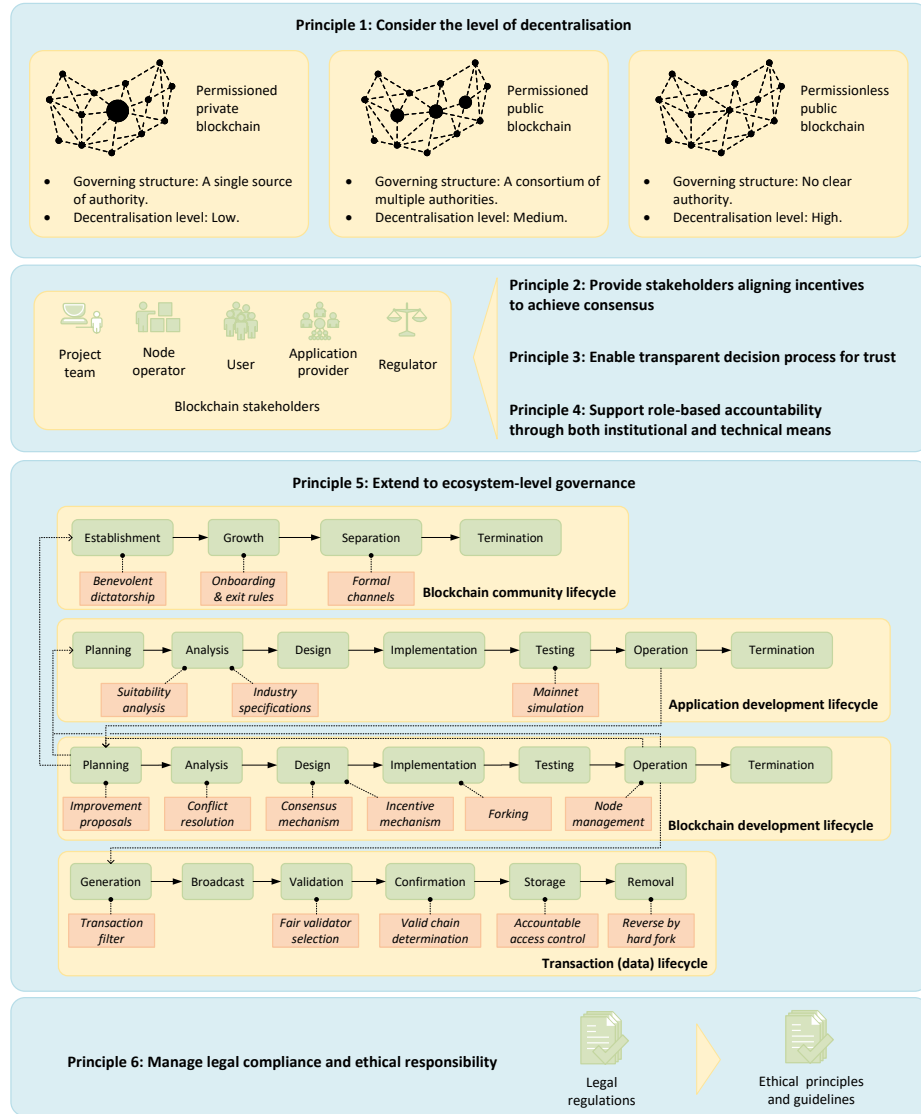 Principle 1: Consider the level of decentralisation
Permissioned
private
blockchain
• Governing structure: A single source
of authority.
• Decentralisation level: Low.
Permissioned
public
blockchain
• Governing structure: A consortium of
multiple authorities.
• Decentralisation level: Medium.
Permissionless
public
blockchain
• Governing structure: No clear
authority.
• Decentralisation level: High.
Project
team
Node
operator
User
Application
provider
Regulator
Blockchain stakeholders
Principle 2: Provide stakeholders aligning incentives
to achieve consensus
Principle 3: Enable transparent decision process for trust
Principle 4: Support role-based accountability
through both institutional and technical means
Principle 5: Extend to ecosystem-level governance
Establishment
Growth
Separation
Termination
Benevolent
dictatorship
Onboarding
& exit rules
Formal
channels
Blockchain community lifecycle
Planning
Analysis
Design
Implementation
Testing
Operation
Termination
Suitability
analysis
Industry
specifications
Mainnet
simulation
Application development lifecycle
Planning
Analysis
Design
Implementation
Testing
Operation
Termination
Improvement
proposals
Conflict
resolution
Consensus
mechanism
Incentive
mechanism
Forking
Node
management
Blockchain development lifecycle
Generation
Broadcast
Validation
Confirmation
Storage
Removal
Transaction
filter
Fair validator
selection
Valid chain
determination
Accountable
access control
Reverse by
hard fork
Transaction (data) lifecycle
Principle 6: Manage legal compliance and ethical responsibility
Legal
regulations
Ethical principles
and guidelines